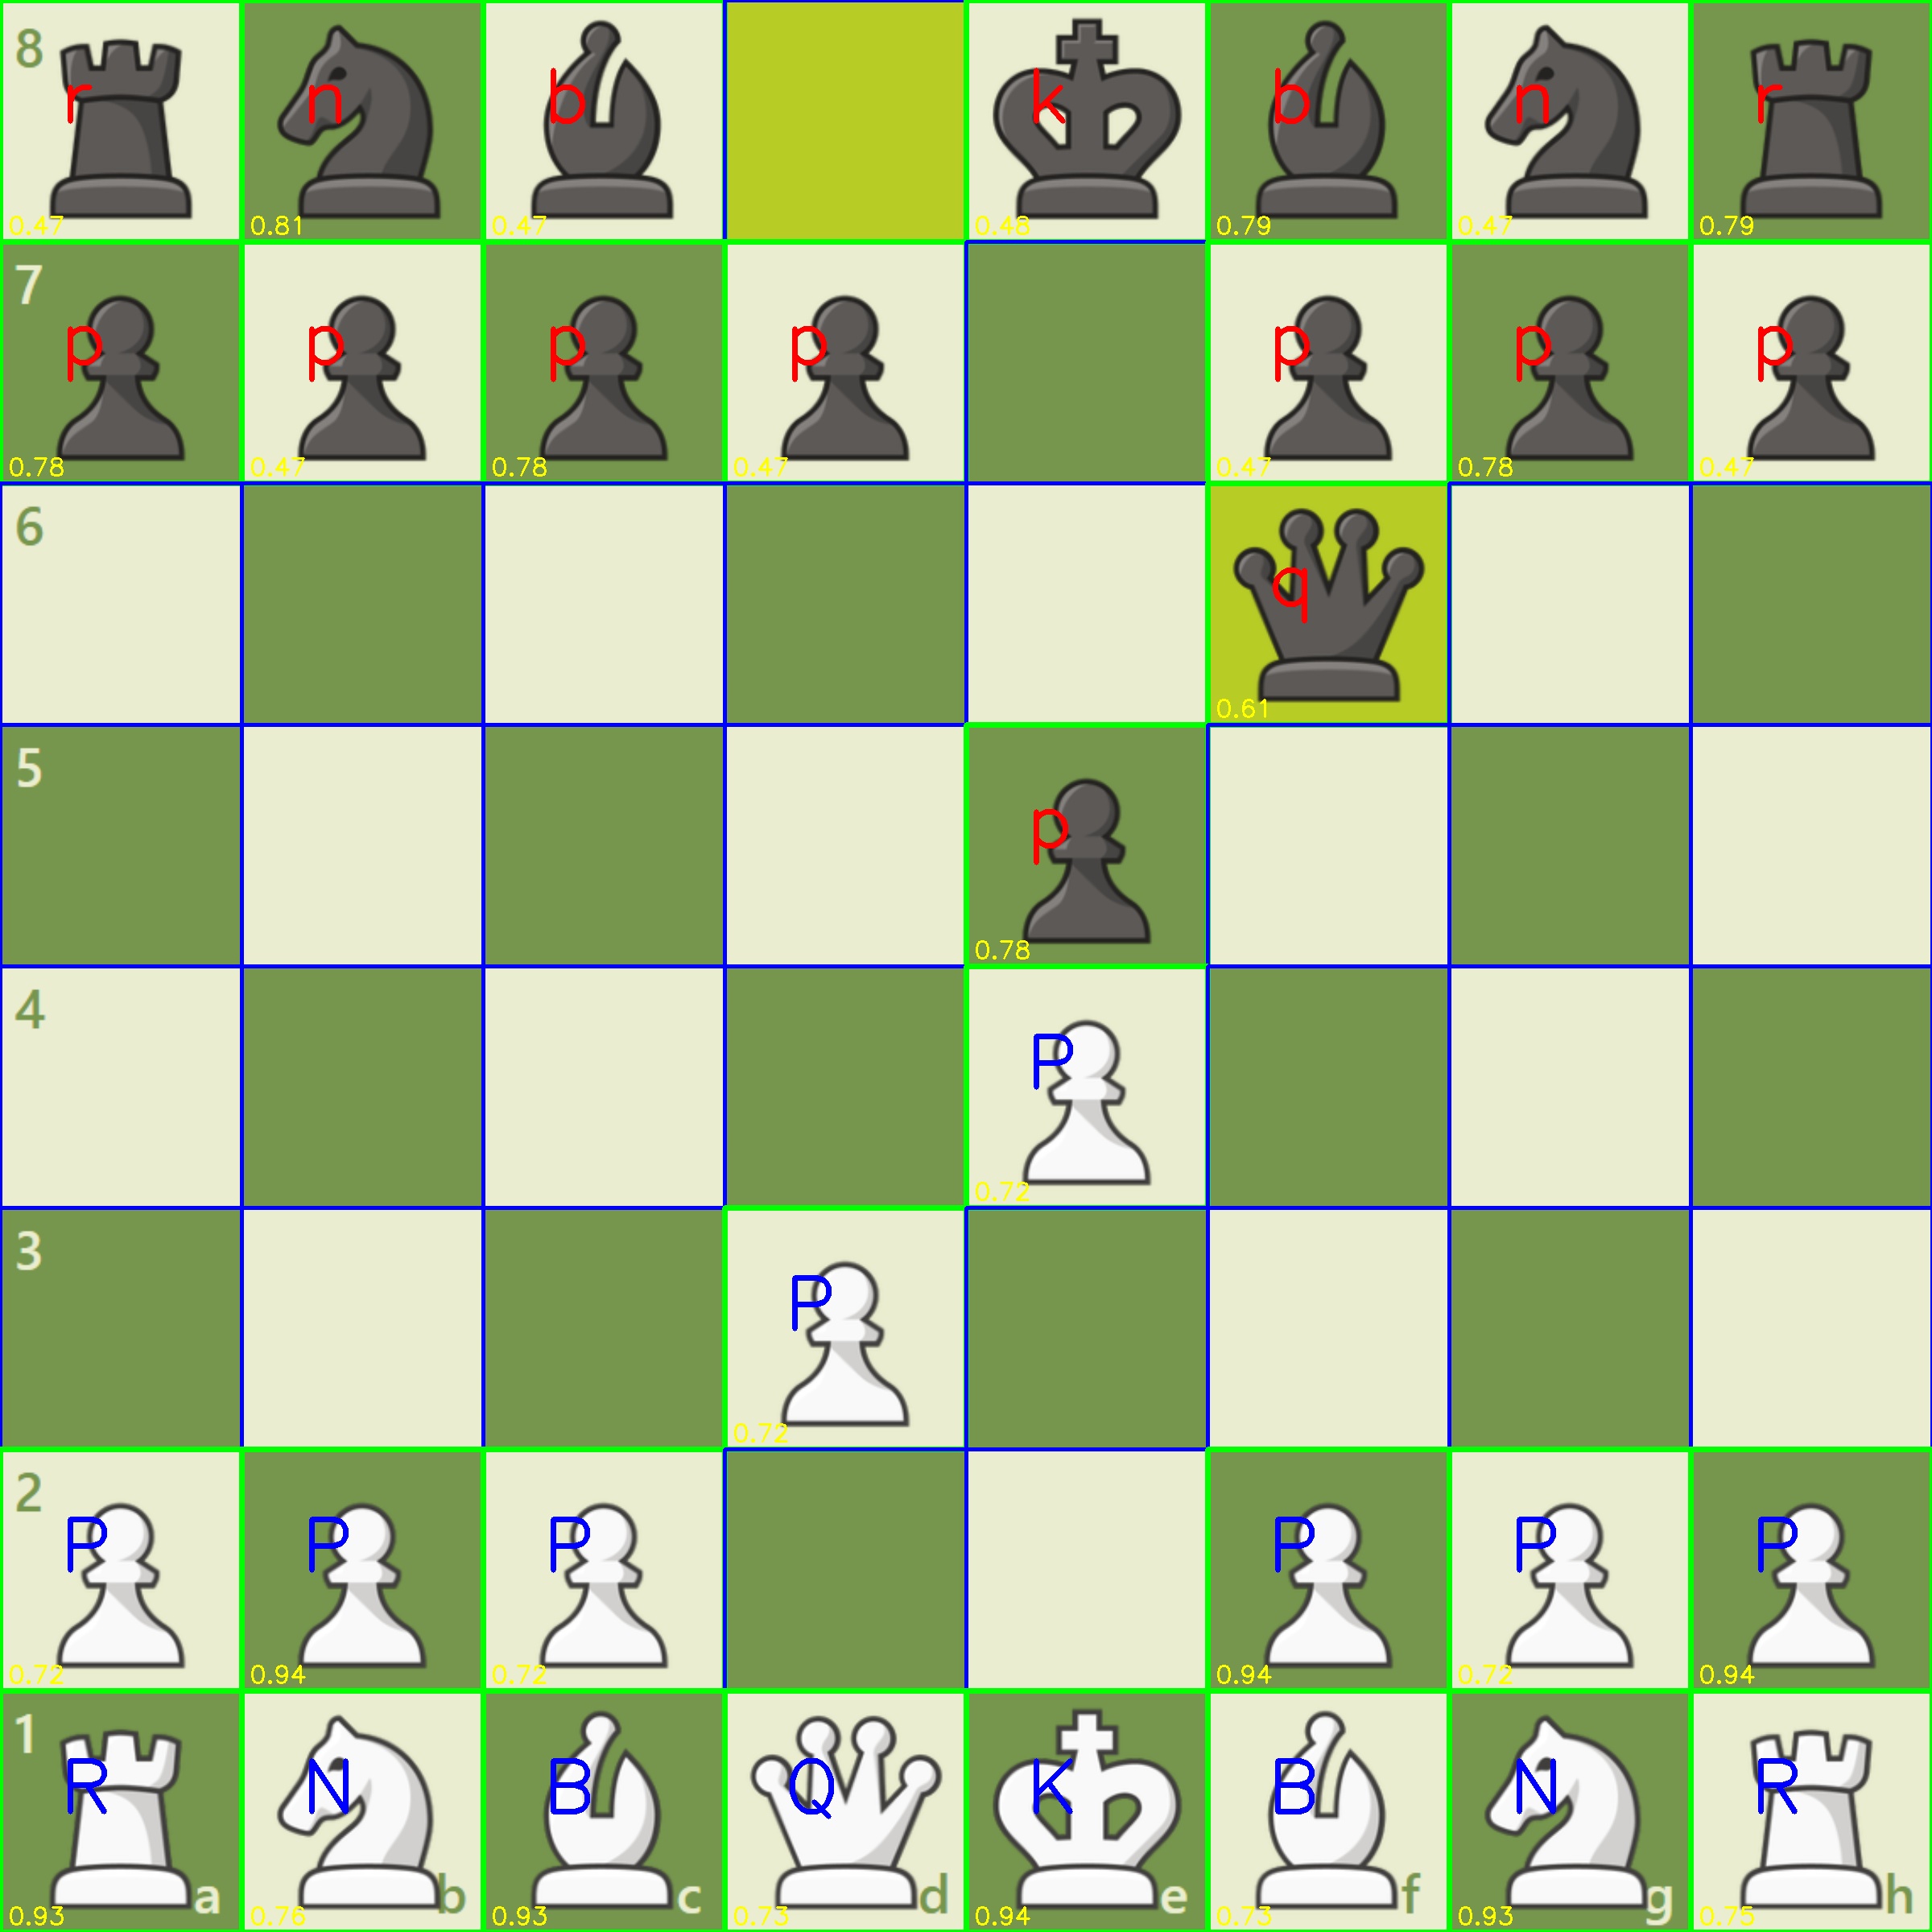 8 r n b k b n r
0.47 0.81 0.47 0.48 0.79 0.47 0.79
7 p p p p p p p
0.78 0.47 0.78 0.47 0.47 0.78 0.47
6 q
0.61
5 p
0.78
4 P
0.72
3 P
0.72
2 P P P P P P
0.72 0.94 0.72 0.94 0.72 0.94
1 R N B Q K B N R
a b c d e f g h
0.93 0.76 0.93 0.73 0.94 0.73 0.93 0.75